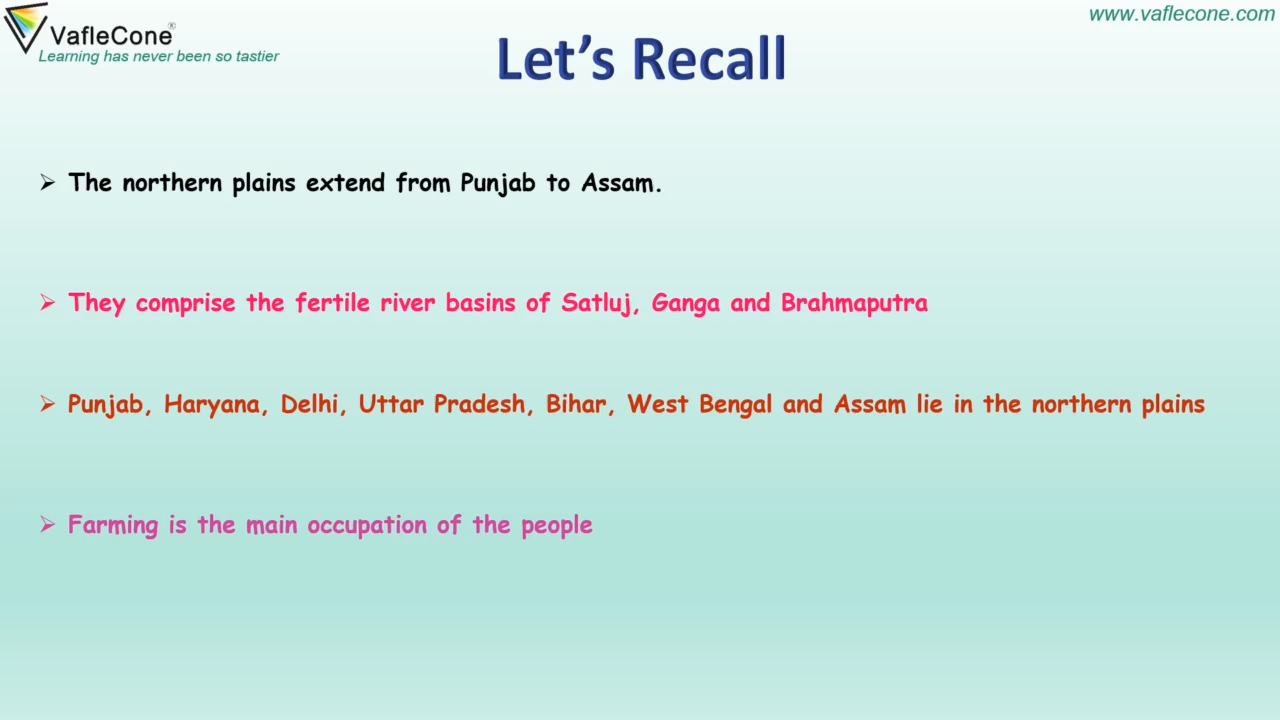 VafleCone®
Learning has never been so tastier
www.vaflecone.com
Let's Recall
➢ The northern plains extend from Punjab to Assam.
➢ They comprise the fertile river basins of Satluj, Ganga and Brahmaputra
➢ Punjab, Haryana, Delhi, Uttar Pradesh, Bihar, West Bengal and Assam lie in the northern plains
➢ Farming is the main occupation of the people